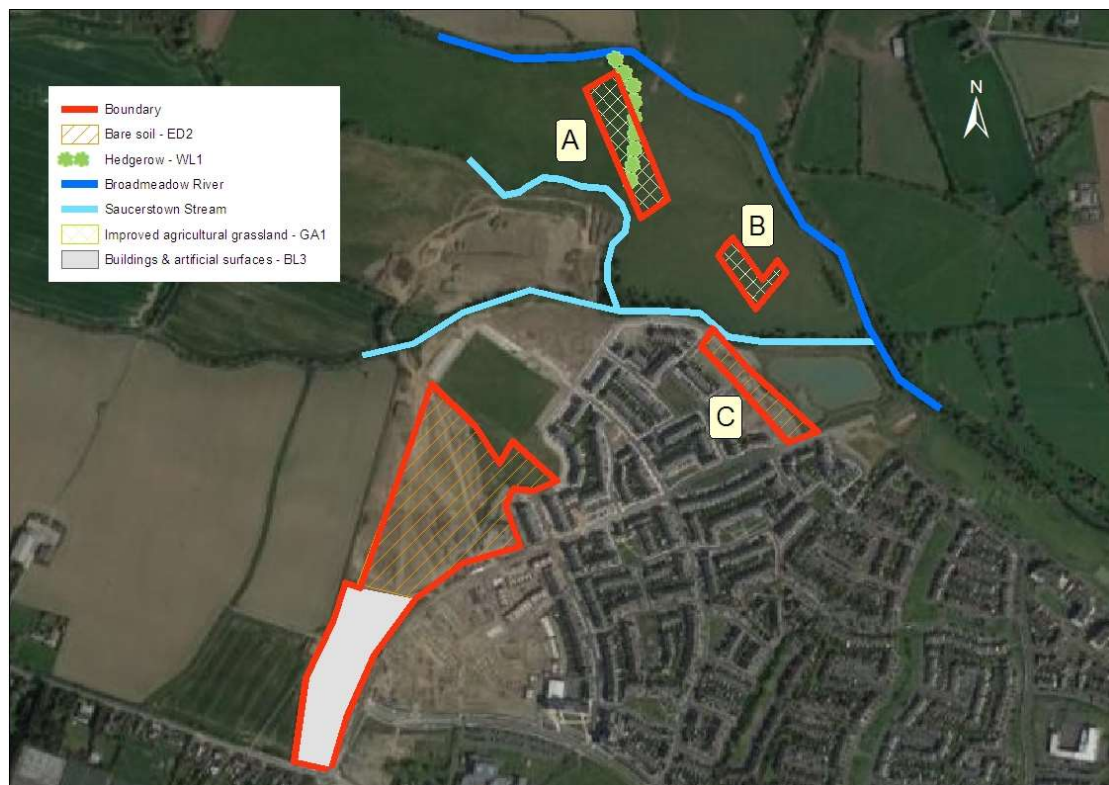 Boundary
Bare soil - ED2
Hedgerow - WL1
Broadmeadow River
Saucerstown Stream
Improved agricultural grassland - GA1
Buildings & artificial surfaces - BL3
N
A
B
C